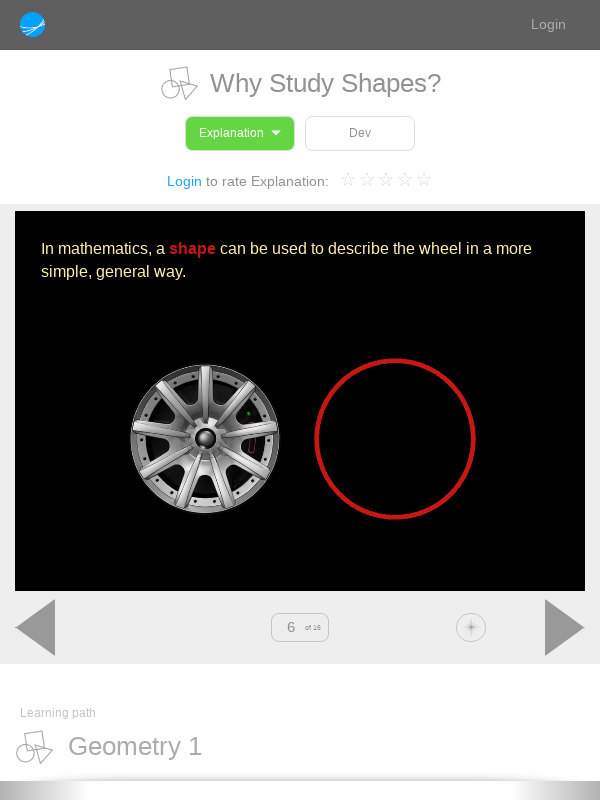 Login
Why Study Shapes?
Explanation
Dev
Login to rate Explanation:
In mathematics, a shape can be used to describe the wheel in a more
simple, general way.
6 of 16
Learning path
Geometry 1